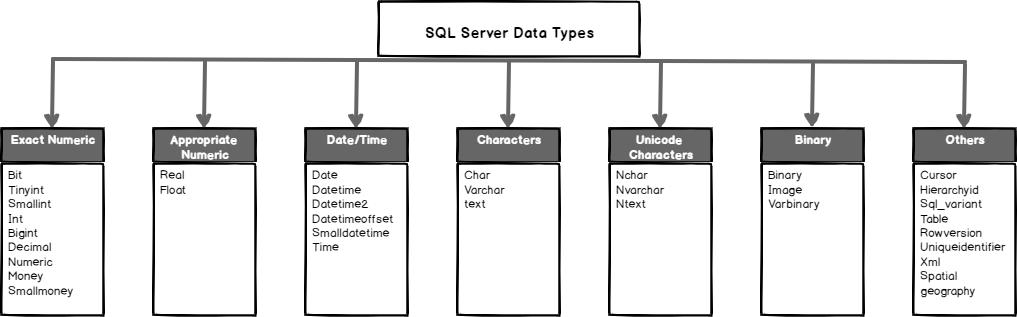 SQL Server Data Types
Exact Numeric
Bit
Tinyint
Smallint
Int
Bigint
Decimal
Numeric
Money
Smallmoney
Appropriate
Numeric
Real
Float
Date/Time
Date
Datetime
Datetime2
Datetimeoffset
Smalldatetime
Time
Characters
Char
Varchar
text
Unicode
Characters
Nchar
Nvarchar
Ntext
Binary
Binary
Image
Varbinary
Others
Cursor
Hierarchyid
Sql_variant
Table
Rowversion
Uniqueidentifier
Xml
Spatial
geography